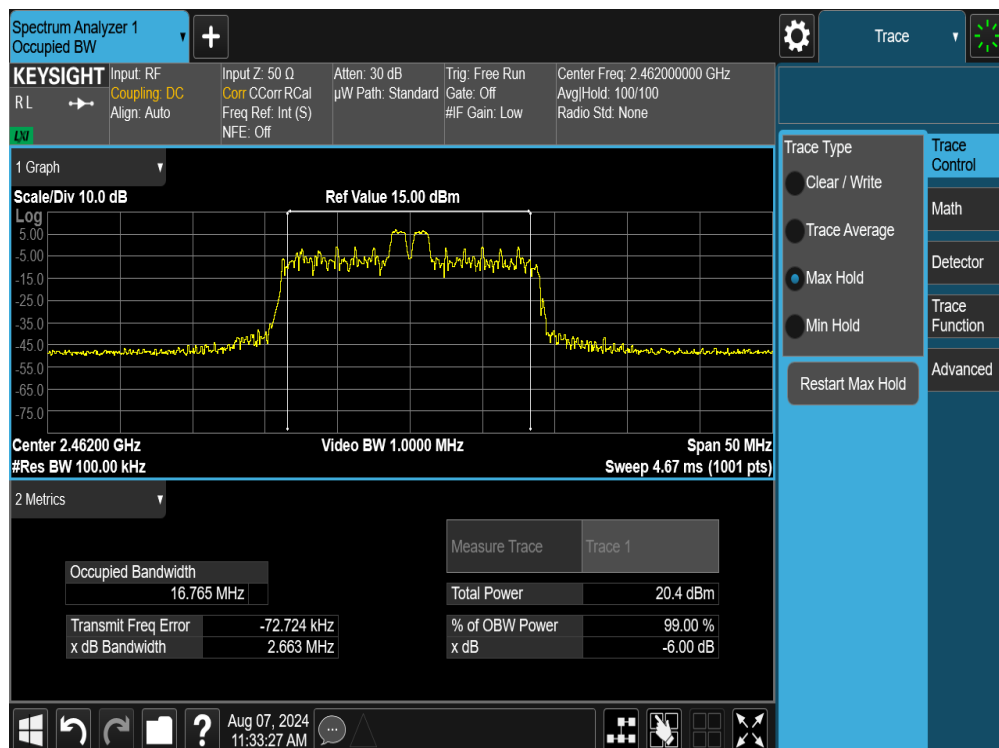 Spectrum Analyzer 1
Occupied BW
+
Trace
KEYSIGHT
R L
LXI
Input: RF
Coupling: DC
Align: Auto
Input Z: 50 Ω
Corr CCorr RCal
Freq Ref: Int (S)
NFE: Off
Atten: 30 dB
µW Path: Standard
Trig: Free Run
Gate: Off
#IF Gain: Low
Center Freq: 2.462000000 GHz
Avg|Hold: 100/100
Radio Std: None
1 Graph
Scale/Div 10.0 dB
Ref Value 15.00 dBm
Log
5.00
-5.00
-15.0
-25.0
-35.0
-45.0
-55.0
-65.0
-75.0
Center 2.46200 GHz
Video BW 1.0000 MHz
Span 50 MHz
#Res BW 100.00 kHz
Sweep 4.67 ms (1001 pts)
2 Metrics
Measure Trace
Trace 1
Occupied Bandwidth
16.765 MHz
Total Power
20.4 dBm
Transmit Freq Error
-72.724 kHz
% of OBW Power
99.00 %
x dB Bandwidth
2.663 MHz
x dB
-6.00 dB
Trace Type
Clear / Write
Trace Average
Max Hold
Min Hold
Restart Max Hold
Trace
Control
Math
Detector
Trace
Function
Advanced
?
Aug 07, 2024
11:33:27 AM